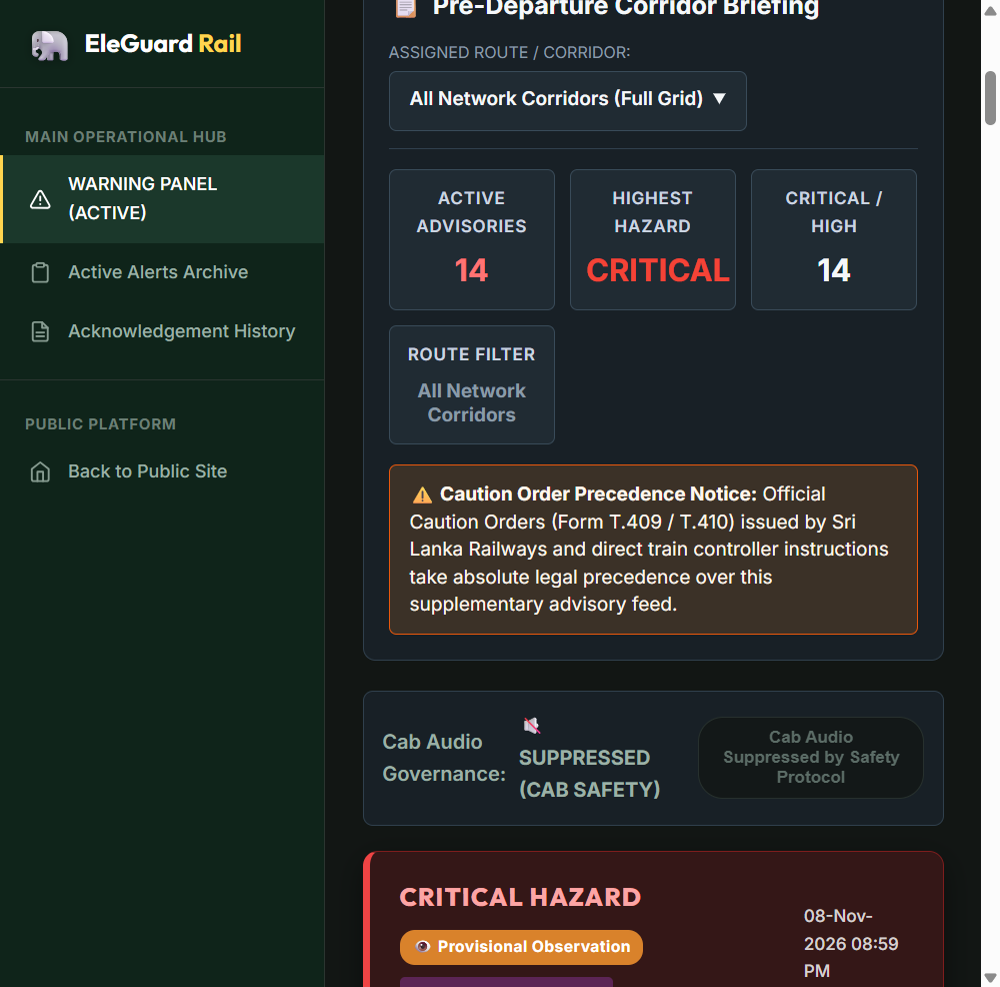 EleGuard Rail
MAIN OPERATIONAL HUB
WARNING PANEL
(ACTIVE)
Active Alerts Archive
Acknowledgement History
PUBLIC PLATFORM
Back to Public Site
Pre-Departure Corridor Briefing
ASSIGNED ROUTE / CORRIDOR:
All Network Corridors (Full Grid) ▼
ACTIVE
ADVISORIES
14
HIGHEST
HAZARD
CRITICAL
CRITICAL /
HIGH
14
ROUTE FILTER
All Network
Corridors
⚠️ Caution Order Precedence Notice: Official
Caution Orders (Form T.409 / T.410) issued by Sri
Lanka Railways and direct train controller instructions
take absolute legal precedence over this
supplementary advisory feed.
Cab Audio
Governance:
SUPPRESSED
(CAB SAFETY)
Cab Audio
Suppressed by Safety
Protocol
CRITICAL HAZARD
Provisional Observation
08-Nov-
2026 08:59
PM